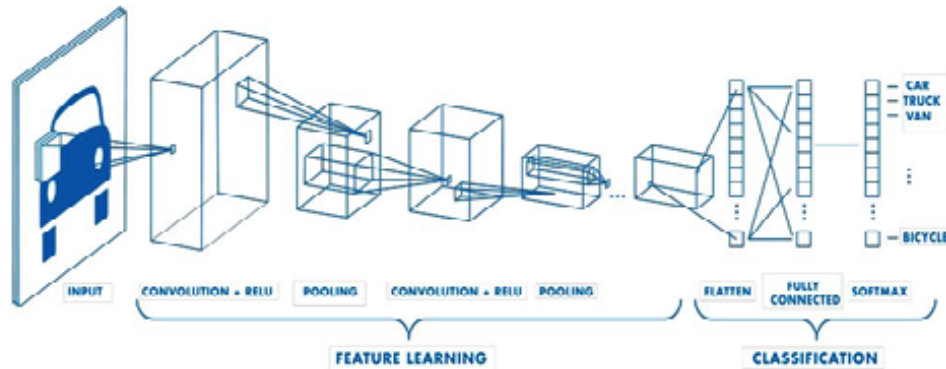 CAR
TRUCK
VAN
BICYCLE
INPUT
CONVOLUTION + RELU
POOLING
CONVOLUTION + RELU
POOLING
FLATTEN
FULLY
CONNECTED
SOFTMAX
FEATURE LEARNING
CLASSIFICATION